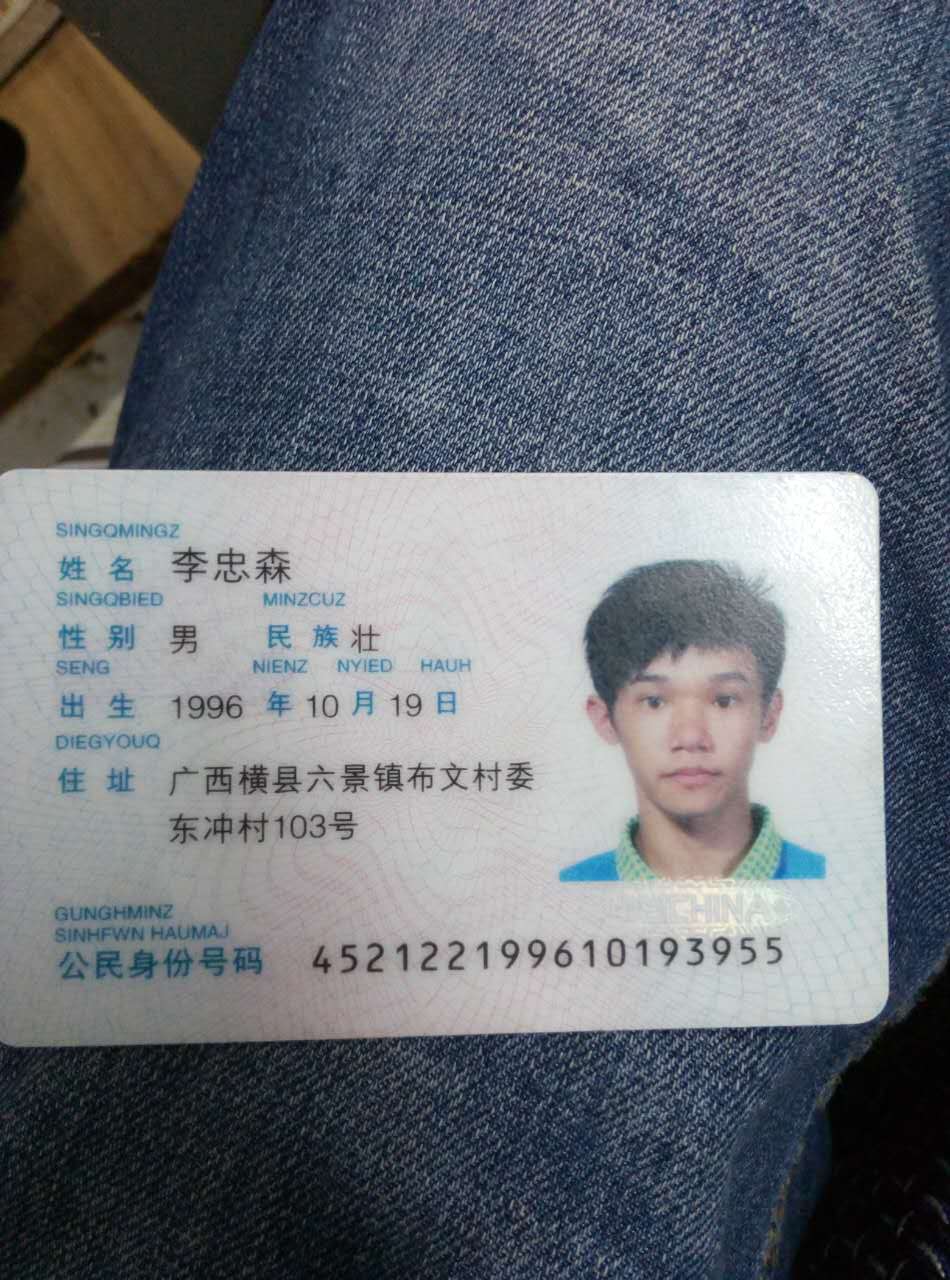 SINGQMINGZ
姓名 李忠森
SINGQBIED MINZCUZ
性别 男 民族 壮
SENG NIENZ NYIED HAUH
出生 1996 年 10 月 19 日
DIEGYOUQ
住址 广西横县六景镇布文村委
东冲村103号
CHINA
GUNGHMINZ
SINHFWN HAUMAJ
公民身份号码 452122199610193955